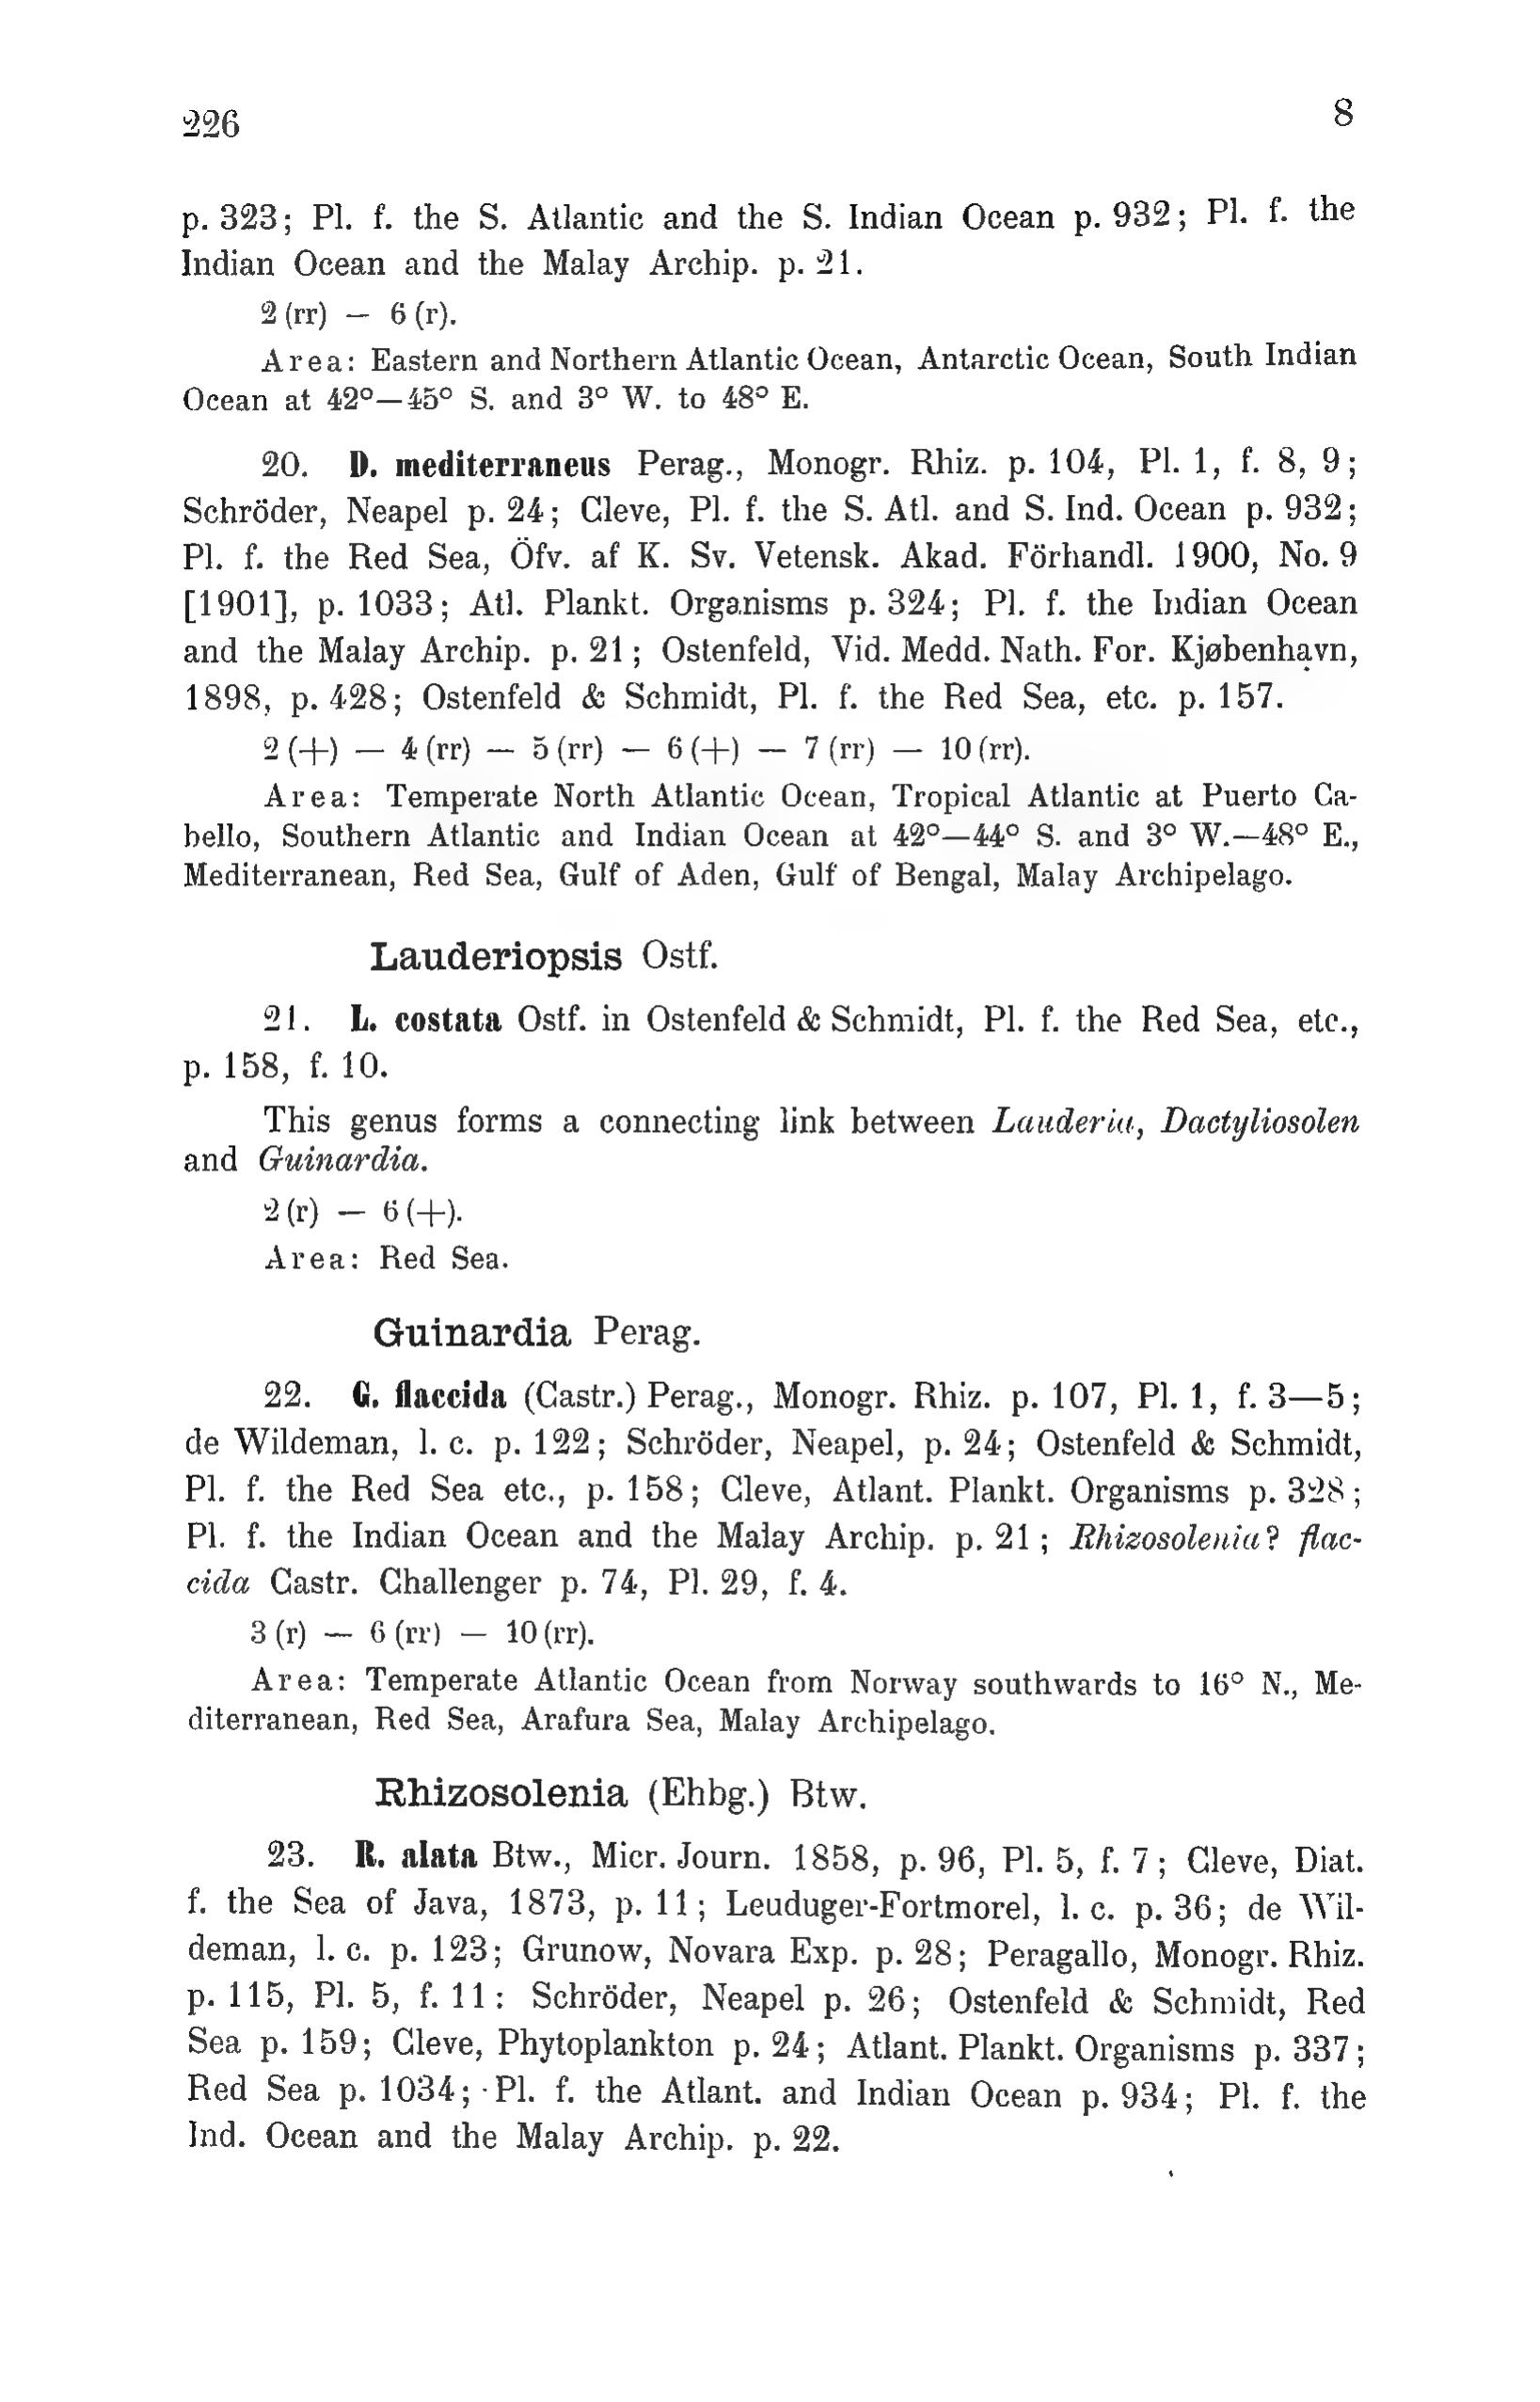 226
8
p. 323; Pl. f. the S. Atlantic and the S. Indian Ocean p. 932; Pl. f. the
Indian Ocean and the Malay Archip. p. 21.
2 (rr) — 6 (r).
Area: Eastern and Northern Atlantic Ocean, Antarctic Ocean, South Indian
Ocean at 42°—45° S. and 3° W. to 48° E.
20. D. mediterraneus Perag., Monogr. Rhiz. p. 104, Pl. 1, f. 8, 9;
Schröder, Neapel p. 24; Cleve, Pl. f. the S. Atl. and S. Ind. Ocean p. 932;
Pl. f. the Red Sea, Öfv. af K. Sv. Vetensk. Akad. Förhandl. 1900, No. 9
[1901], p. 1033; Atl. Plankt. Organisms p. 324; Pl. f. the Indian Ocean
and the Malay Archip. p. 21; Ostenfeld, Vid. Medd. Nath. For. Kjøbenhavn,
1898, p. 428; Ostenfeld & Schmidt, Pl. f. the Red Sea, etc. p. 157.
2 (+) — 4 (rr) — 5 (rr) — 6 (+) — 7 (rr) — 10 (rr).
Area: Temperate North Atlantic Ocean, Tropical Atlantic at Puerto Ca-
bello, Southern Atlantic and Indian Ocean at 42°—44° S. and 3° W.—48° E.,
Mediterranean, Red Sea, Gulf of Aden, Gulf of Bengal, Malay Archipelago.
Lauderiopsis Ostf.
21. L. costata Ostf. in Ostenfeld & Schmidt, Pl. f. the Red Sea, etc.,
p. 158, f. 10.
This genus forms a connecting link between Lauderia, Dactyliosolen
and Guinardia.
2 (r) — 6 (+).
Area: Red Sea.
Guinardia Perag.
22. G. flaccida (Castr.) Perag., Monogr. Rhiz. p. 107, Pl. 1, f. 3—5;
de Wildeman, l. c. p. 122; Schröder, Neapel, p. 24; Ostenfeld & Schmidt,
Pl. f. the Red Sea etc., p. 158; Cleve, Atlant. Plankt. Organisms p. 328;
Pl. f. the Indian Ocean and the Malay Archip. p. 21; Rhizosolenia? flac-
cida Castr. Challenger p. 74, Pl. 29, f. 4.
3 (r) — 6 (rr) — 10 (rr).
Area: Temperate Atlantic Ocean from Norway southwards to 16° N., Me-
diterranean, Red Sea, Arafura Sea, Malay Archipelago.
Rhizosolenia (Ehbg.) Btw.
23. R. alata Btw., Micr. Journ. 1858, p. 96, Pl. 5, f. 7; Cleve, Diat.
f. the Sea of Java, 1873, p. 11; Leuduger-Fortmorel, l. c. p. 36; de Wil-
deman, l. c. p. 123; Grunow, Novara Exp. p. 28; Peragallo, Monogr. Rhiz.
p. 115, Pl. 5, f. 11: Schröder, Neapel p. 26; Ostenfeld & Schmidt, Red
Sea p. 159; Cleve, Phytoplankton p. 24; Atlant. Plankt. Organisms p. 337;
Red Sea p. 1034; Pl. f. the Atlant. and Indian Ocean p. 934; Pl. f. the
Ind. Ocean and the Malay Archip. p. 22.